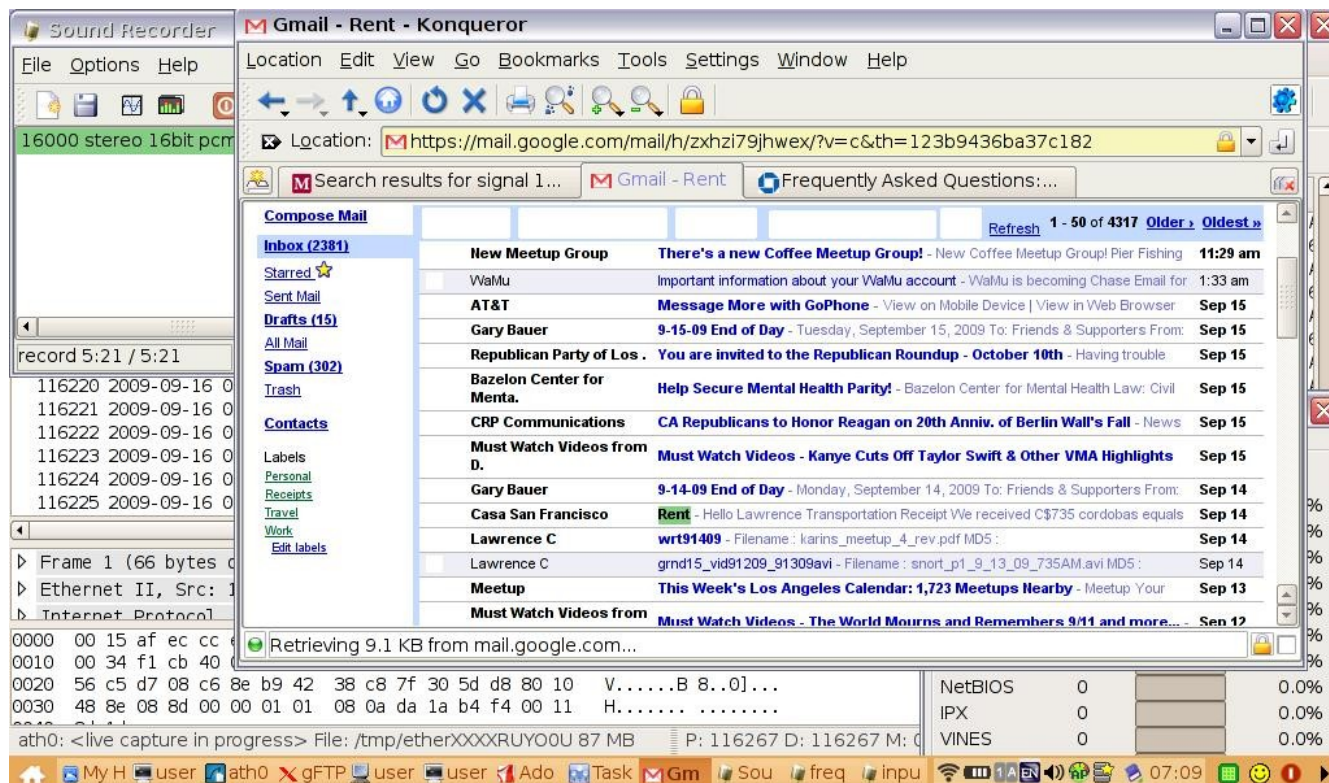 Sound Recorder
File Options Help
16000 stereo 16bit pcm
record 5:21 / 5:21
Gmail - Rent - Konqueror
Location Edit View Go Bookmarks Tools Settings Window Help
Location: https://mail.google.com/mail/h/zxhzi79jhwex/?v=c&th=123b9436ba37c182
Search results for signal 1... Gmail - Rent Frequently Asked Questions:...
Compose Mail
Inbox (2381)
Starred
Sent Mail
Drafts (15)
All Mail
Spam (302)
Trash
Contacts
Labels
Personal
Receipts
Travel
Work
Edit labels
Refresh 1 - 50 of 4317 Older › Oldest »
New Meetup Group There's a new Coffee Meetup Group! - New Coffee Meetup Group! Pier Fishing 11:29 am
WaMu Important information about your WaMu account - WaMu is becoming Chase Email for 1:33 am
AT&T Message More with GoPhone - View on Mobile Device | View in Web Browser Sep 15
Gary Bauer 9-15-09 End of Day - Tuesday, September 15, 2009 To: Friends & Supporters From: Sep 15
Republican Party of Los . You are invited to the Republican Roundup - October 10th - Having trouble Sep 15
Bazelon Center for Menta. Help Secure Mental Health Parity! - Bazelon Center for Mental Health Law: Civil Sep 15
CRP Communications CA Republicans to Honor Reagan on 20th Anniv. of Berlin Wall's Fall - News Sep 15
Must Watch Videos from D. Must Watch Videos - Kanye Cuts Off Taylor Swift & Other VMA Highlights Sep 15
Gary Bauer 9-14-09 End of Day - Monday, September 14, 2009 To: Friends & Supporters From: Sep 14
Casa San Francisco Rent - Hello Lawrence Transportation Receipt We received C$735 cordobas equals Sep 14
Lawrence C wrt91409 - Filename : karins_meetup_4_rev.pdf MD5 : Sep 14
Lawrence C grnd15_vid91209_91309avi - Filename : snort_p1_9_13_09_735AM.avi MD5 : Sep 14
Meetup This Week's Los Angeles Calendar: 1,723 Meetups Nearby - Meetup Your Sep 13
Must Watch Videos from Must Watch Videos - The World Mourns and Remembers 9/11 and more... - Sep 12
Retrieving 9.1 KB from mail.google.com...
116220 2009-09-16 0
116221 2009-09-16 0
116222 2009-09-16 0
116223 2009-09-16 0
116224 2009-09-16 0
116225 2009-09-16 0
Frame 1 (66 bytes
Ethernet II, Src: 1
Internet Protocol
0000 00 15 af ec cc
0010 00 34 f1 cb 40
0020 56 c5 d7 08 c6 8e b9 42 38 c8 7f 30 5d d8 80 10 V......B 8..0]...
0030 48 8e 08 8d 00 00 01 01 08 0a da 1a b4 f4 00 11 H....... ........
NetBIOS 0 0.0%
IPX 0 0.0%
VINES 0 0.0%
ath0: <live capture in progress> File: /tmp/etherXXXXRUYO0U 87 MB P: 116267 D: 116267 M:
My H user ath0 gFTP user user Ado Task Gm Sou freq inpu 07:09